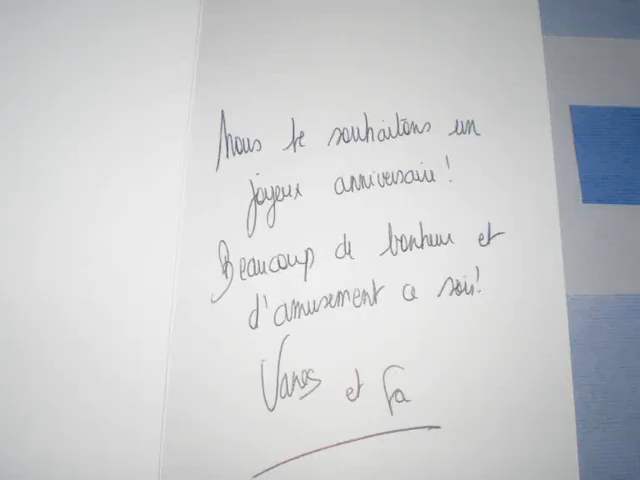 Nous te souhaitons un
joyeux anniversaire!
Beaucoup de bonheur et
d'amusement ce soir!
Vanes et Fa